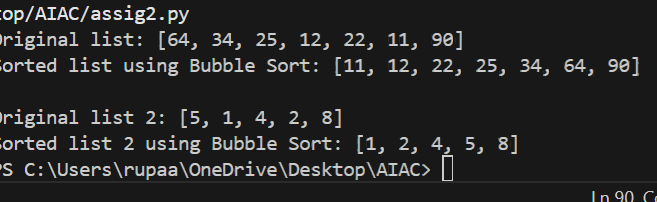 top/AIAC/assig2.py
Original list: [64, 34, 25, 12, 22, 11, 90]
Sorted list using Bubble Sort: [11, 12, 22, 25, 34, 64, 90]
Original list 2: [5, 1, 4, 2, 8]
Sorted list 2 using Bubble Sort: [1, 2, 4, 5, 8]
PS C:\Users\rupaa\OneDrive\Desktop\AIAC>
Ln 90, Co